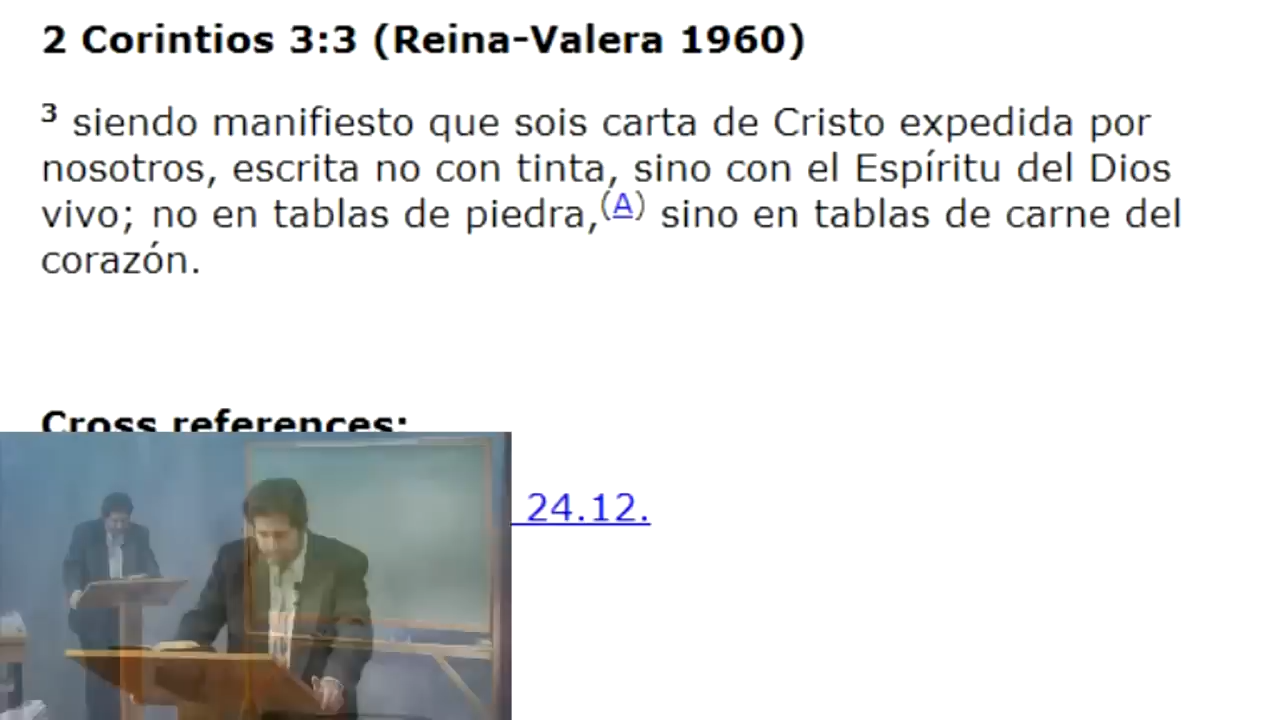 2 Corintios 3:3 (Reina-Valera 1960)
3 siendo manifiesto que sois carta de Cristo expedida por
nosotros, escrita no con tinta, sino con el Espíritu del Dios
vivo; no en tablas de piedra,(A) sino en tablas de carne del
corazón.
Cross references:
24.12.